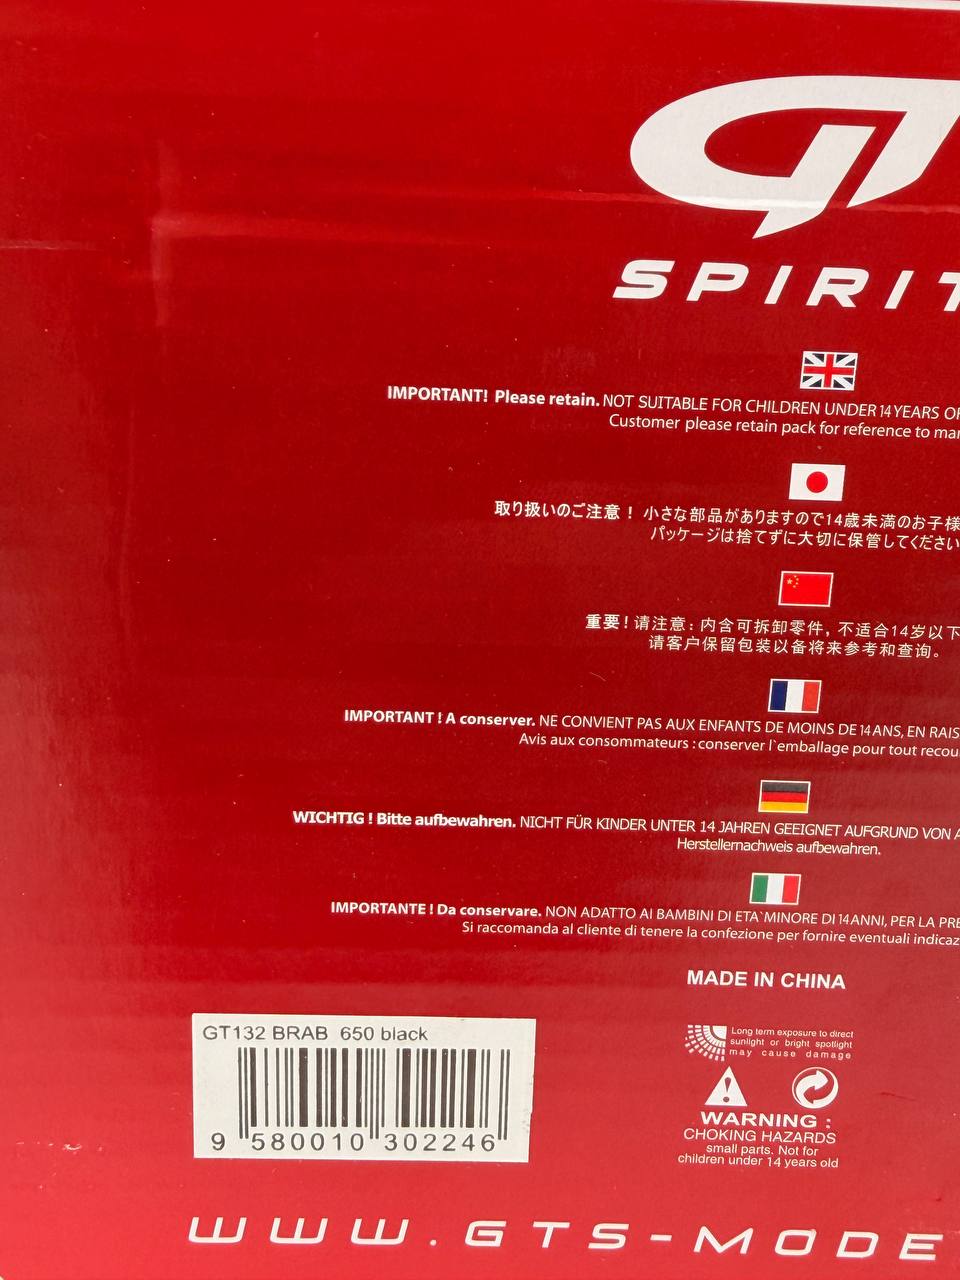 GT
SPIRIT
IMPORTANT! Please retain. NOT SUITABLE FOR CHILDREN UNDER 14 YEARS
Customer please retain pack for reference to
取り扱いのご注意！ 小さな部品がありますので14歳未満のお子様
パッケージは捨てずに大切に保管してください
重要！请注意：内含可拆卸零件，不适合14岁以下
请客户保留包装以备将来参考和查询。
IMPORTANT ! A conserver. NE CONVIENT PAS AUX ENFANTS DE MOINS DE 14 ANS, EN
Avis aux consommateurs : conserver l`emballage pour tout
WICHTIG ! Bitte aufbewahren. NICHT FÜR KINDER UNTER 14 JAHREN GEEIGNET AUFGRUND VON
Herstellernachweis aufbewahren.
IMPORTANTE ! Da conservare. NON ADATTO AI BAMBINI DI ETA`MINORE DI 14 ANNI, PER LA
Si raccomanda al cliente di tenere la confezione per fornire eventuali
MADE IN CHINA
GT132 BRAB 650 black
9 580010 302246
Long term exposure to direct
sunlight or bright spotlight
may cause damage
WARNING :
CHOKING HAZARDS
small parts. Not for
children under 14 years old
WWW.GTS-MODE